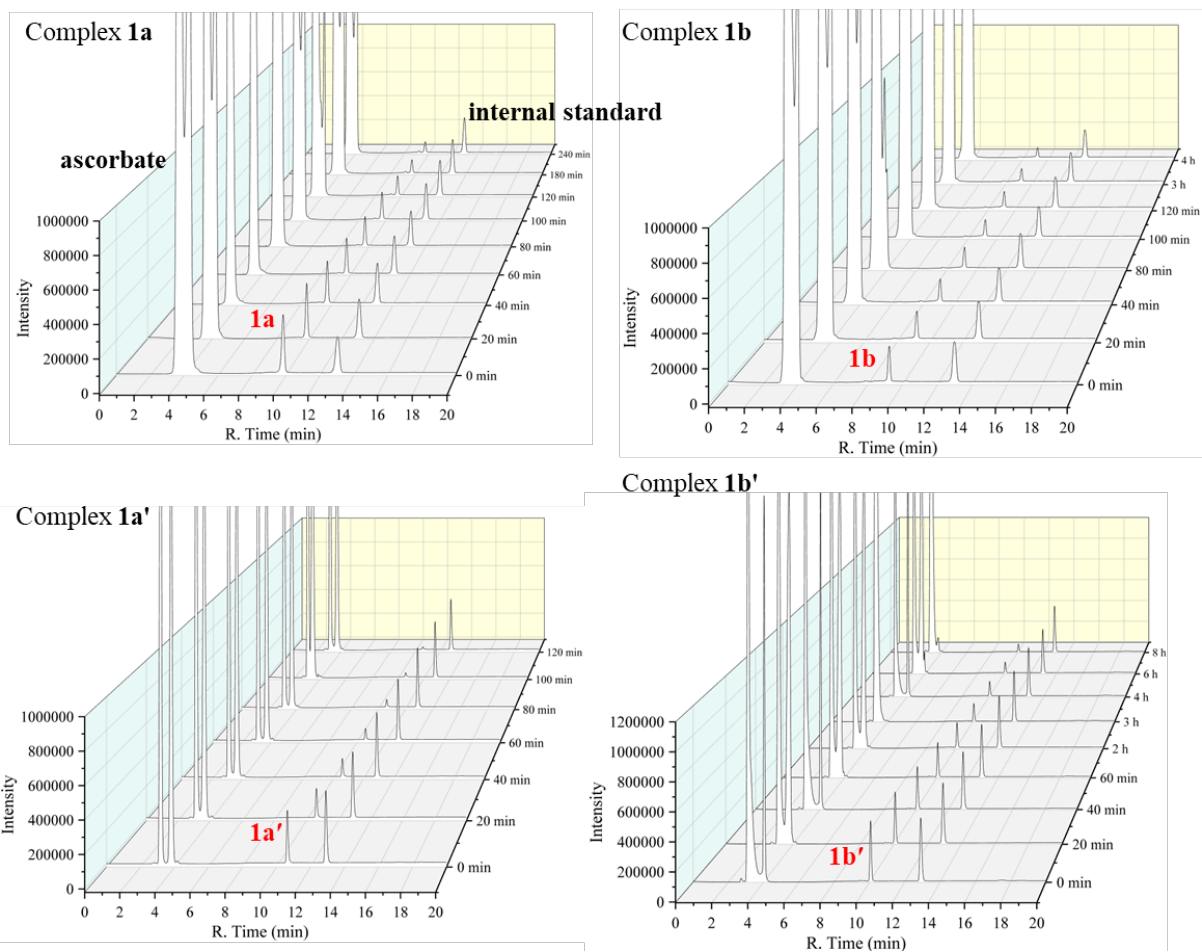 Complex 1a
internal standard
ascorbate
1a
Intensity
1000000
800000
600000
400000
200000
0
0 2 4 6 8 10 12 14 16 18 20
R. Time (min)
0 min
20 min
40 min
60 min
80 min
100 min
120 min
180 min
240 min
Complex 1b
1b
Intensity
1000000
800000
600000
400000
200000
0
0 2 4 6 8 10 12 14 16 18 20
R. Time (min)
0 min
20 min
40 min
80 min
100 min
120 min
3 h
4 h
Complex 1a'
1a′
Intensity
1000000
800000
600000
400000
200000
0
0 2 4 6 8 10 12 14 16 18 20
R. Time (min)
0 min
20 min
40 min
60 min
80 min
100 min
120 min
Complex 1b'
1b′
Intensity
1200000
1000000
800000
600000
400000
200000
0
0 2 4 6 8 10 12 14 16 18 20
R. Time (min)
0 min
20 min
40 min
60 min
2 h
3 h
4 h
6 h
8 h